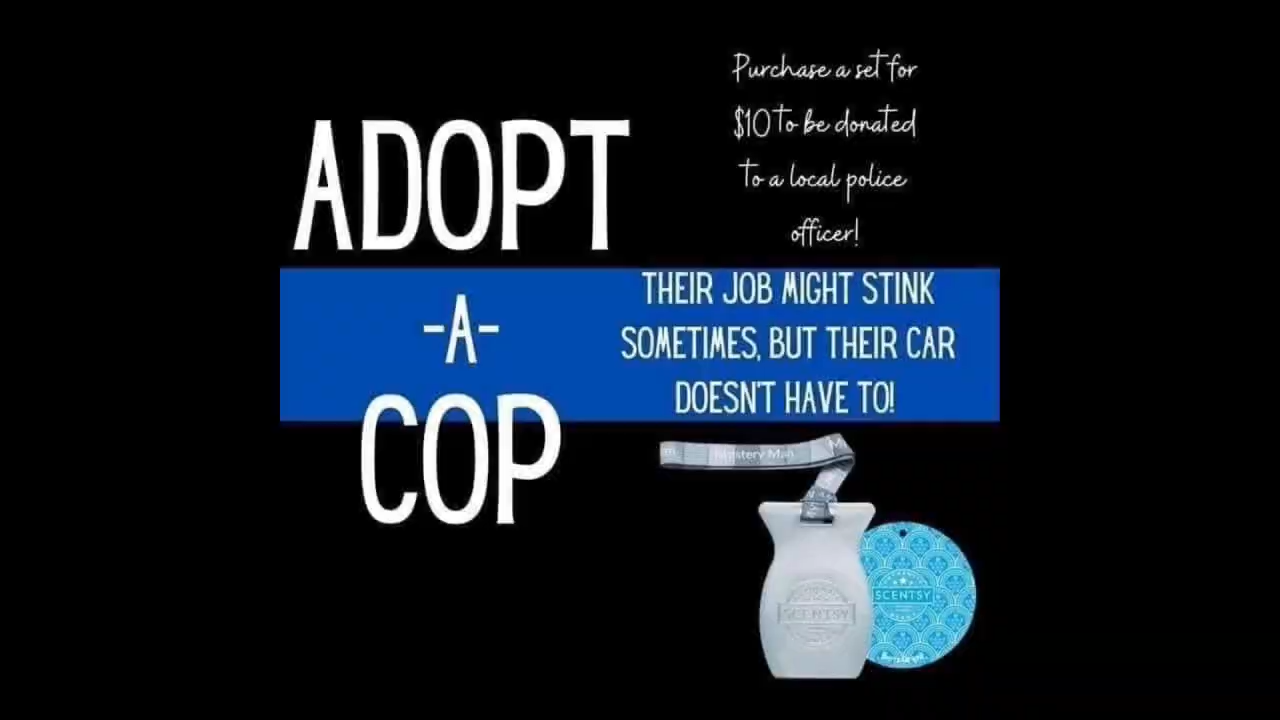 ADOPT
-A-
COP
Purchase a set for
$10 to be donated
to a local police
officer!
THEIR JOB MIGHT STINK
SOMETIMES, BUT THEIR CAR
DOESN'T HAVE TO!
Mystery Man
SCENTSY
SCENTSY